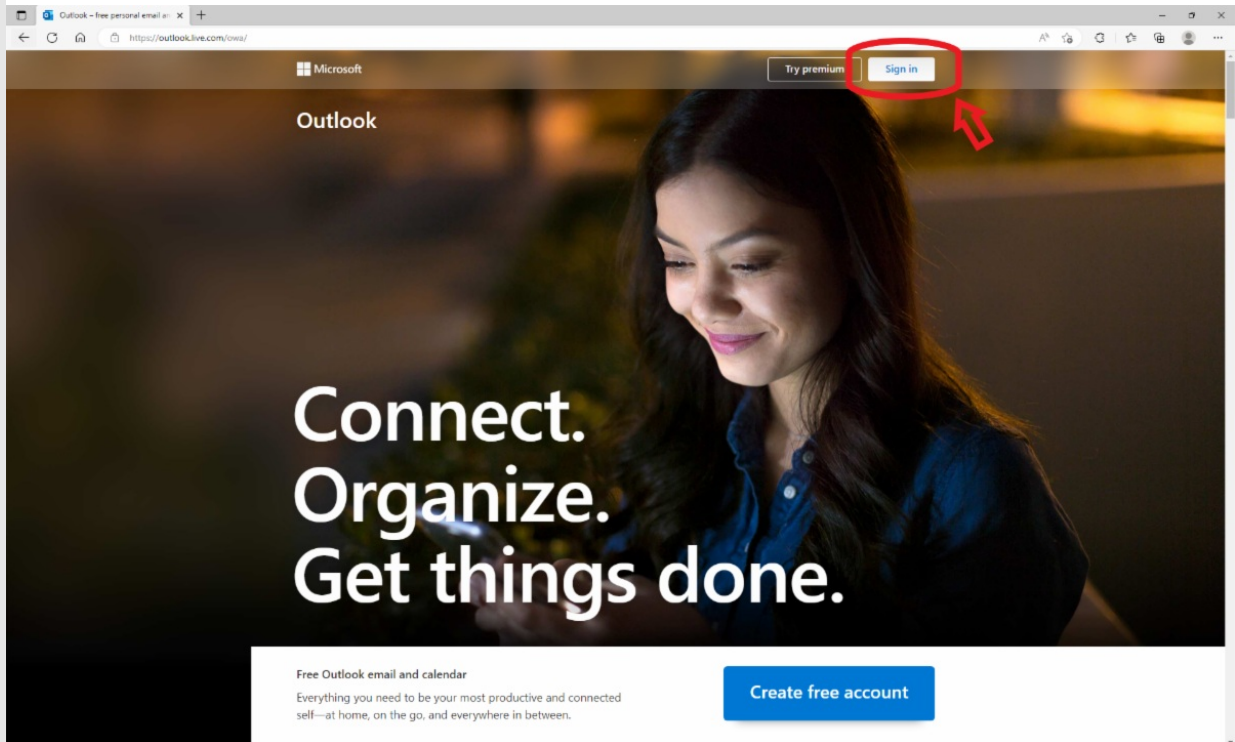 Outlook – free personal email an
https://outlook.live.com/owa/
Microsoft
Try premium
Sign in
Outlook
Connect.
Organize.
Get things done.
Free Outlook email and calendar
Everything you need to be your most productive and connected
self—at home, on the go, and everywhere in between.
Create free account